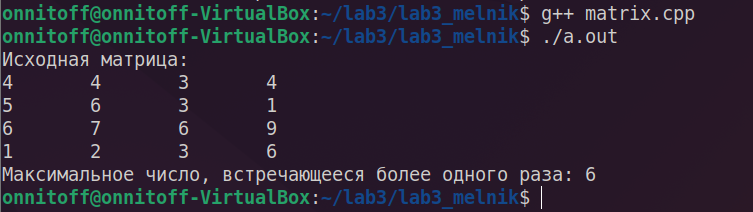 onnitoff@onnitoff-VirtualBox:~/lab3/lab3_melnik$ g++ matrix.cpp
onnitoff@onnitoff-VirtualBox:~/lab3/lab3_melnik$ ./a.out
Исходная матрица:
4 4 3 4
5 6 3 1
6 7 6 9
1 2 3 6
Максимальное число, встречающееся более одного раза: 6
onnitoff@onnitoff-VirtualBox:~/lab3/lab3_melnik$